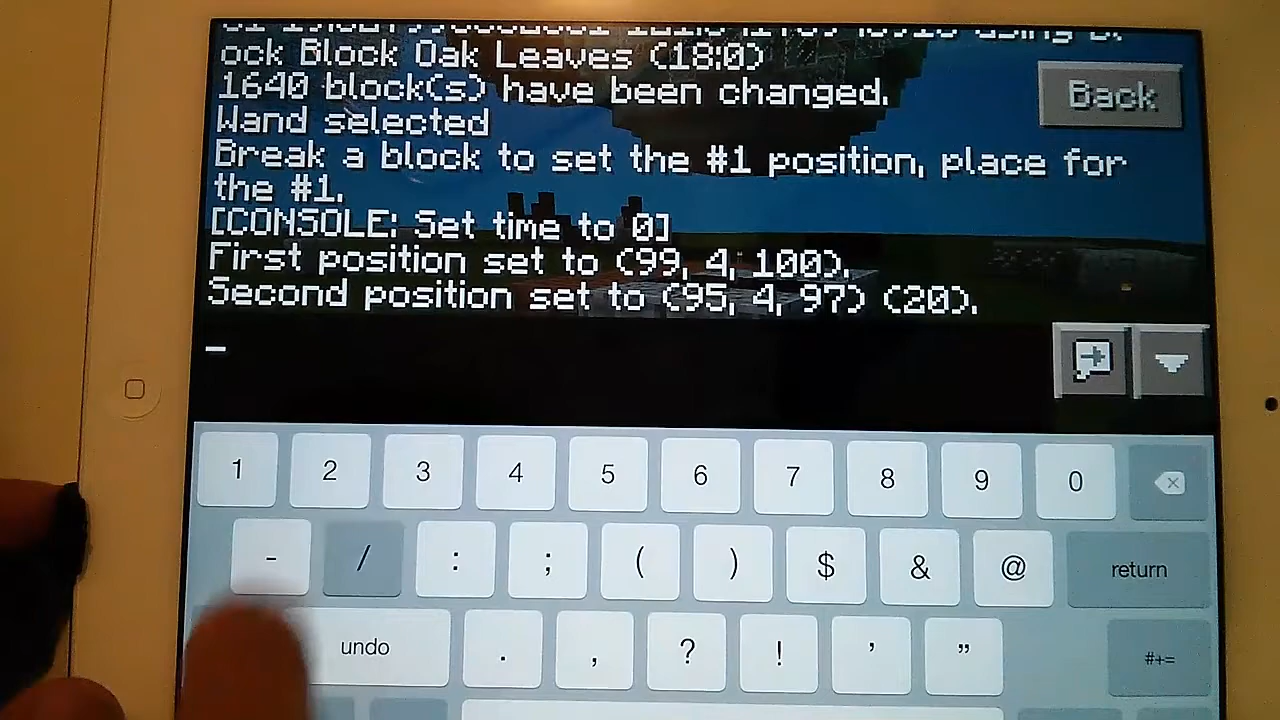 ock Block Oak Leaves (18:0)
1640 block(s) have been changed.
Back
Wand selected
Break a block to set the #1 position, place for
the #1.
[CONSOLE: Set time to 0]
First position set to (99, 4, 100).
Second position set to (95, 4, 97) (20).
1 2 3 4 5 6 7 8 9 0
- / : ; ( ) $ & @ return
undo . , ? ! ' " #+=